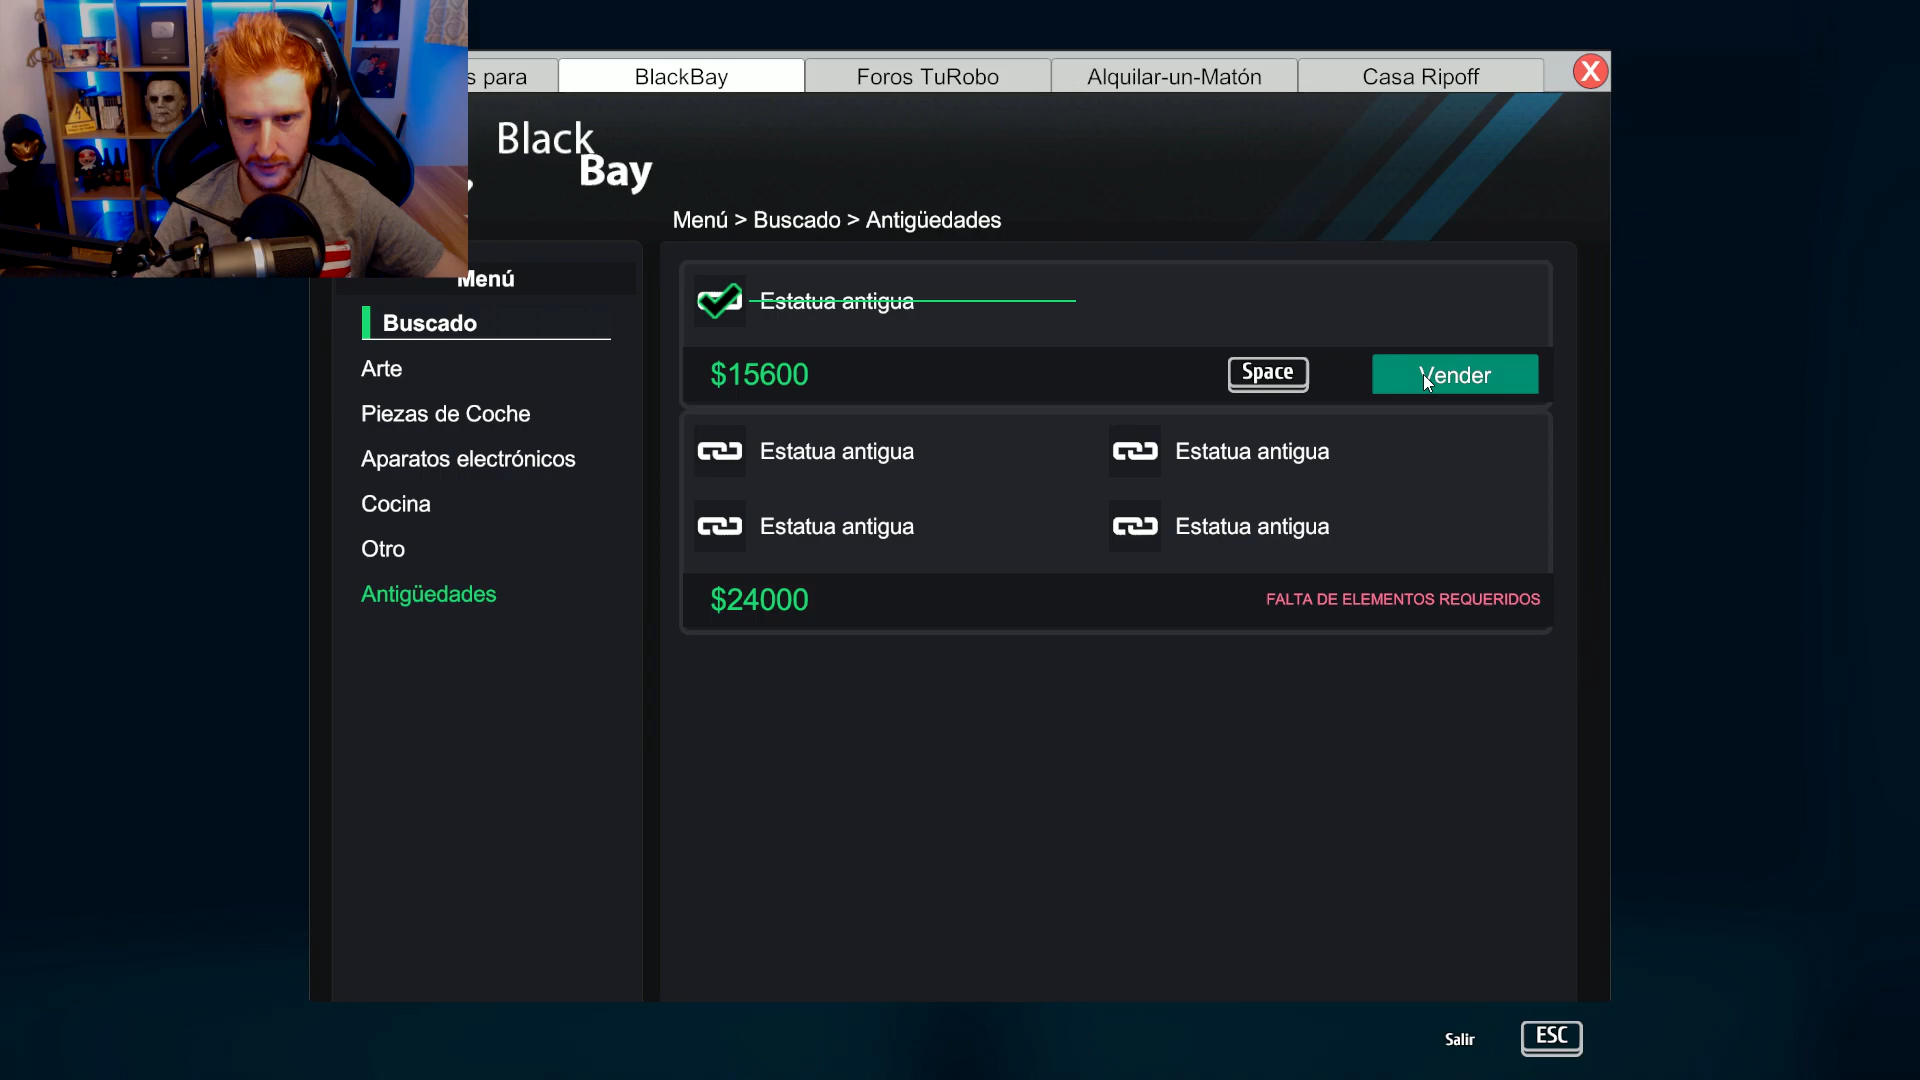 s para
BlackBay
Foros TuRobo
Alquilar-un-Matón
Casa Ripoff
X
Black
Bay
Menú > Buscado > Antigüedades
Menú
Buscado
Arte
Piezas de Coche
Aparatos electrónicos
Cocina
Otro
Antigüedades
Estatua antigua
$15600
Space
Vender
Estatua antigua
Estatua antigua
Estatua antigua
Estatua antigua
$24000
FALTA DE ELEMENTOS REQUERIDOS
Salir
ESC